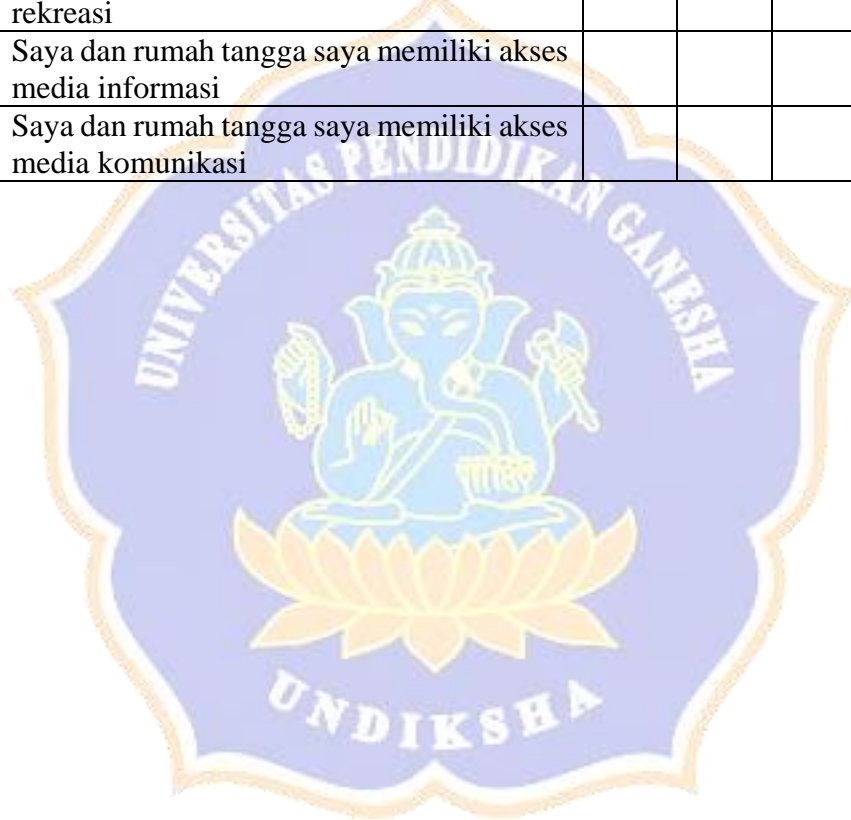 rekreasi
Saya dan rumah tangga saya memiliki akses
media informasi
Saya dan rumah tangga saya memiliki akses
media komunikasi
UNIVERSITAS PENDIDIKAN GANESHA
UNDIKSHA